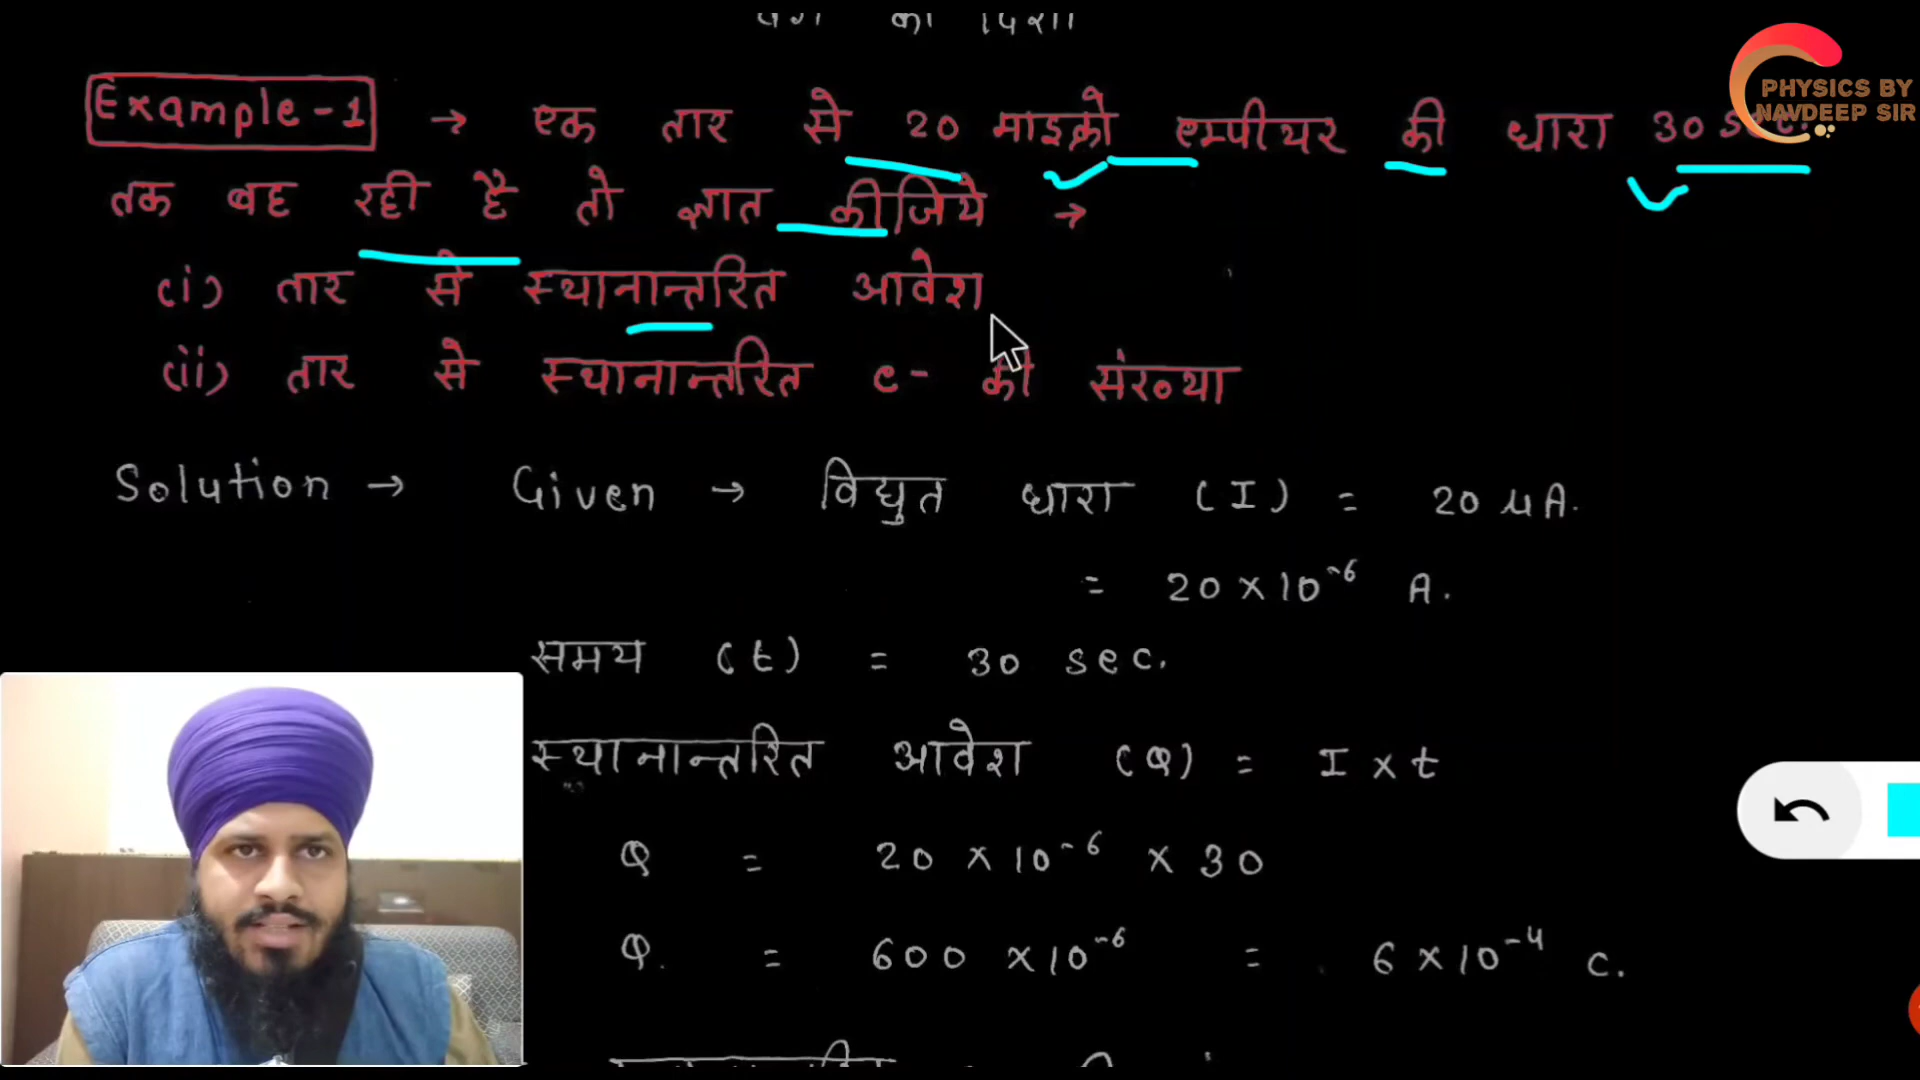 PHYSICS BY
NAVDEEP SIR
Example-1 → एक तार से 20 माइक्रो एम्पीयर की धारा 30 sec.
तक बह रही है तो ज्ञात कीजिये →
(i) तार से स्थानान्तरित आवेश
(ii) तार से स्थानान्तरित e- की संख्या
Solution → Given → विद्युत धारा (I) = 20 μA.
= 20 × 10⁻⁶ A.
समय (t) = 30 sec.
स्थानान्तरित आवेश (Q) = I × t
Q = 20 × 10⁻⁶ × 30
Q. = 600 × 10⁻⁶ = 6 × 10⁻⁴ C.